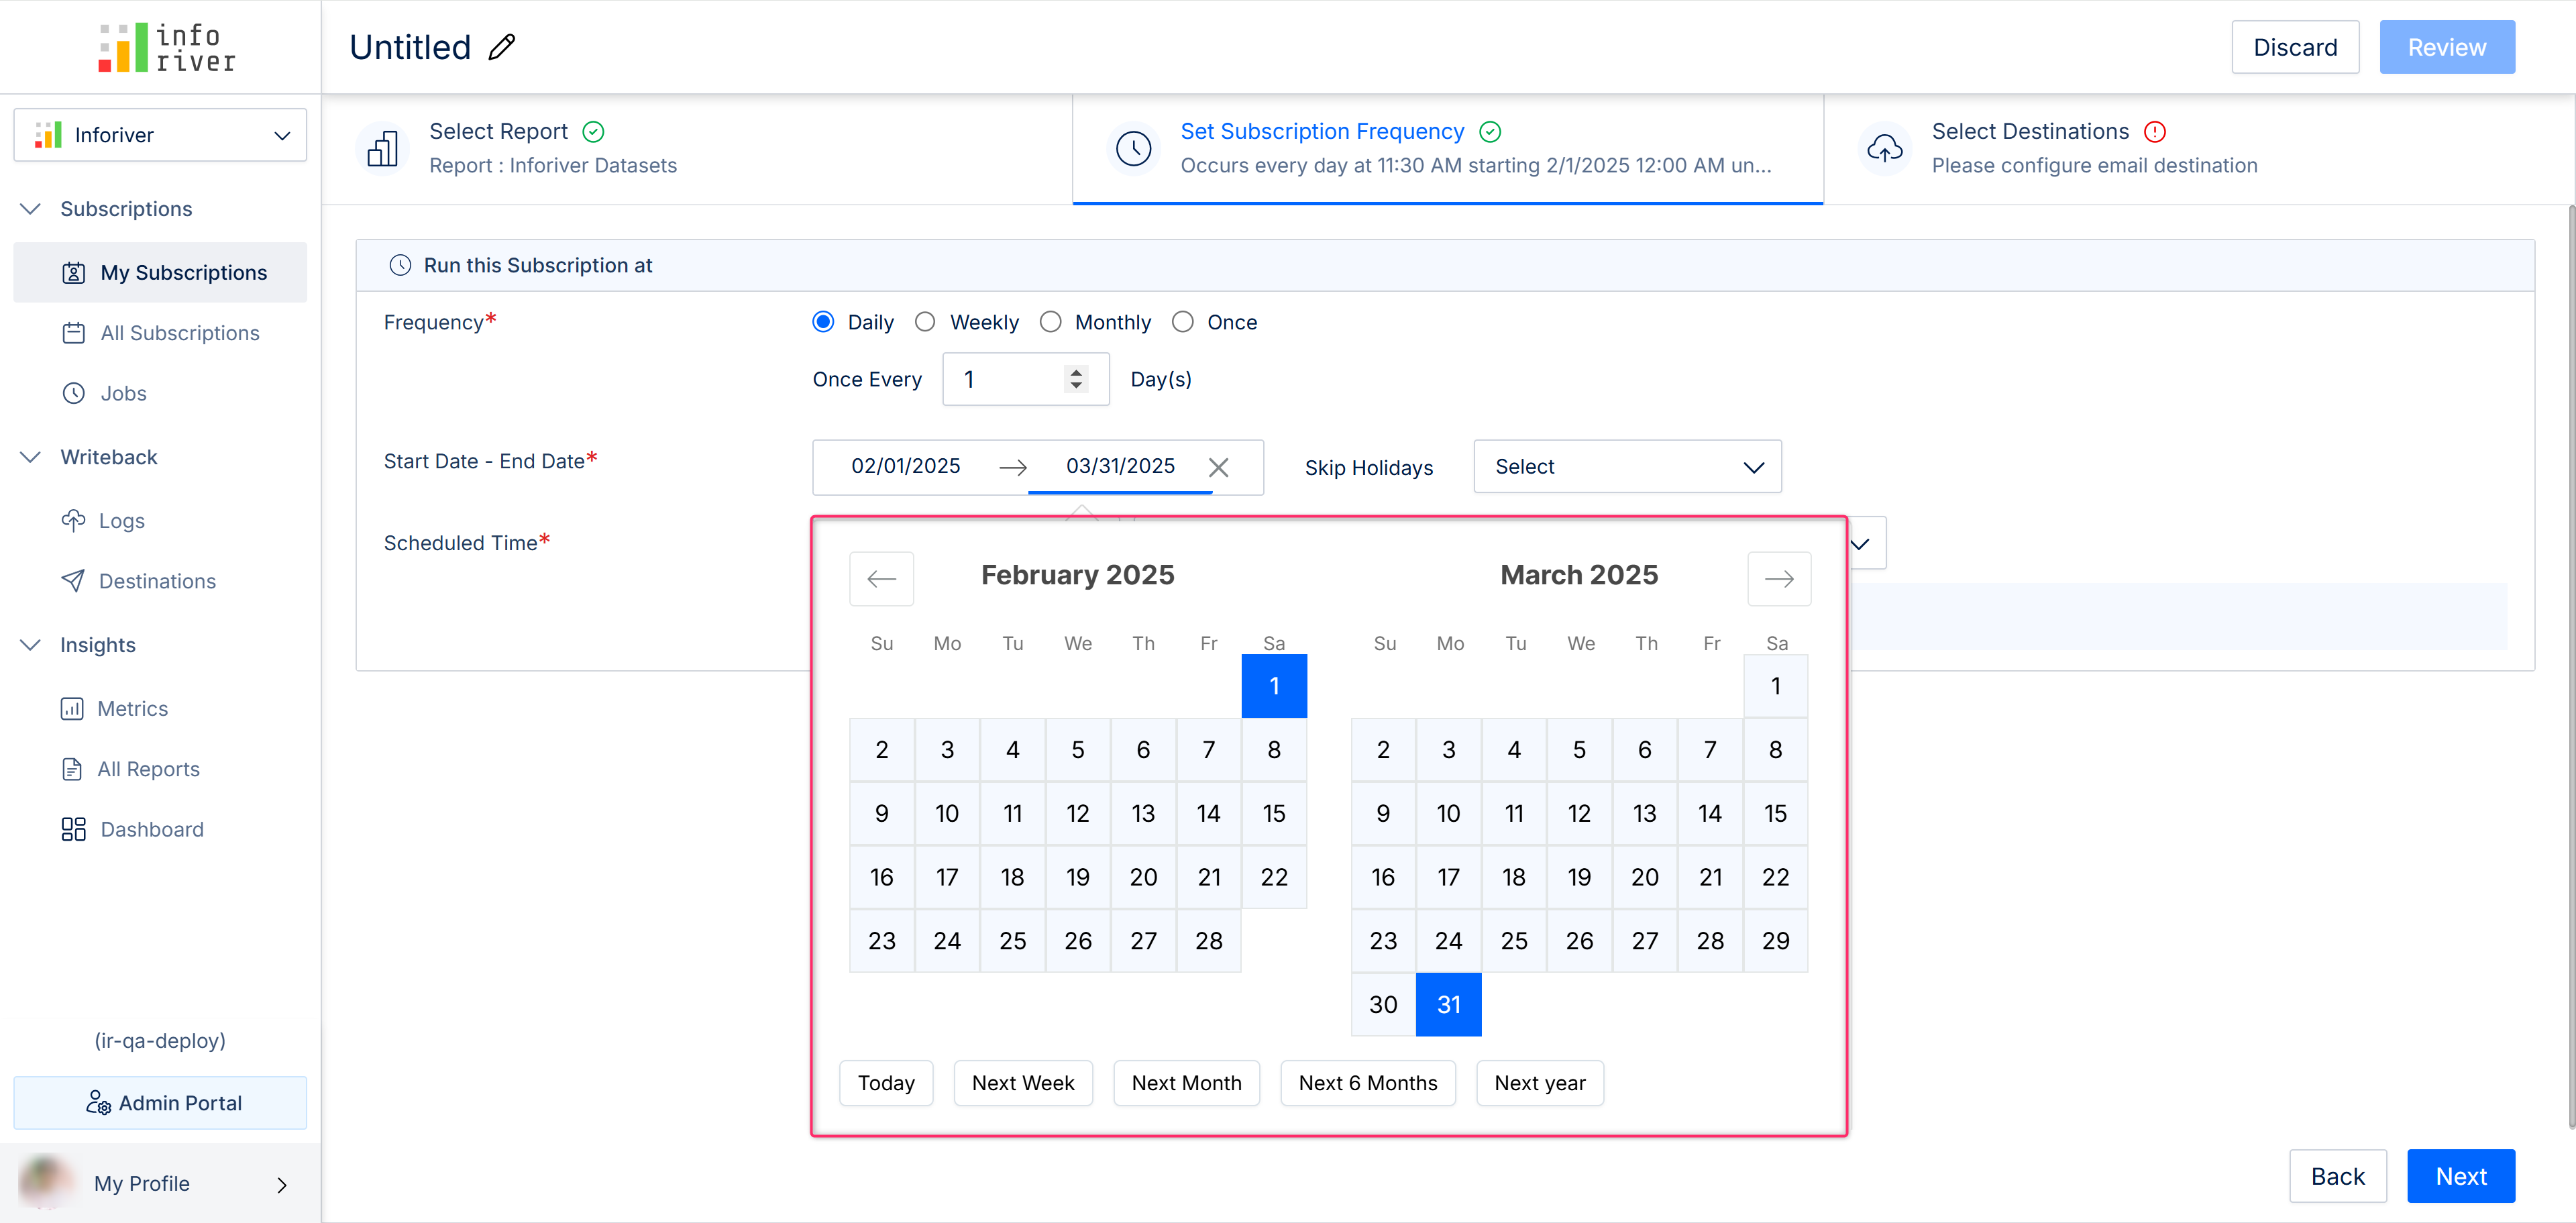 info
river
Untitled
Discard
Review
Inforiver
Subscriptions
My Subscriptions
All Subscriptions
Jobs
Writeback
Logs
Destinations
Insights
Metrics
All Reports
Dashboard
(ir-qa-deploy)
Admin Portal
My Profile
Select Report
Report : Inforiver Datasets
Set Subscription Frequency
Occurs every day at 11:30 AM starting 2/1/2025 12:00 AM un...
Select Destinations
Please configure email destination
Run this Subscription at
Frequency*
Daily Weekly Monthly Once
Once Every 1 Day(s)
Start Date - End Date*
02/01/2025 → 03/31/2025
Skip Holidays
Select
Scheduled Time*
February 2025
Su Mo Tu We Th Fr Sa
1
2 3 4 5 6 7 8
9 10 11 12 13 14 15
16 17 18 19 20 21 22
23 24 25 26 27 28
March 2025
Su Mo Tu We Th Fr Sa
1
2 3 4 5 6 7 8
9 10 11 12 13 14 15
16 17 18 19 20 21 22
23 24 25 26 27 28 29
30 31
Today
Next Week
Next Month
Next 6 Months
Next year
Back
Next